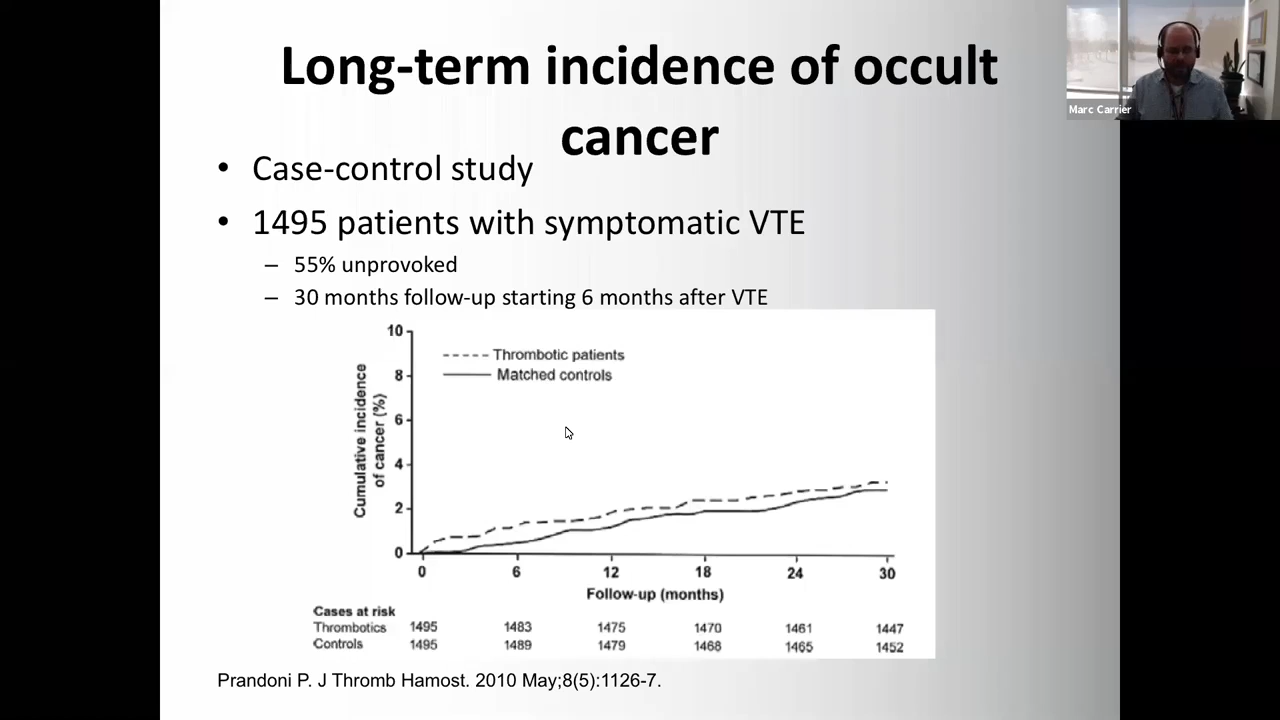 Long-term incidence of occult
cancer
Marc Carrier
• Case-control study
• 1495 patients with symptomatic VTE
– 55% unprovoked
– 30 months follow-up starting 6 months after VTE
Cumulative incidence
of cancer (%)
10
8
6
4
2
0
Thrombotic patients
Matched controls
0 6 12 18 24 30
Follow-up (months)
Cases at risk
Thrombotics 1495 1483 1475 1470 1461 1447
Controls 1495 1489 1479 1468 1465 1452
Prandoni P. J Thromb Hamost. 2010 May;8(5):1126-7.